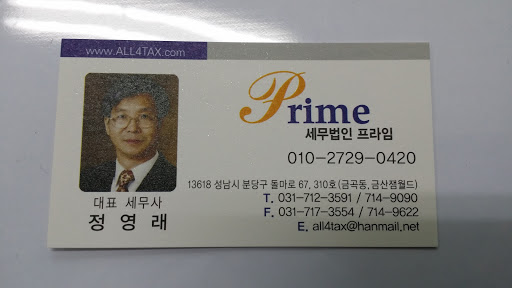 www.ALL4TAX.com
Prime
세무법인 프라임
010-2729-0420
13618 성남시 분당구 돌마로 67, 310호(금곡동, 금산젬월드)
T. 031-712-3591 / 714-9090
F. 031-717-3554 / 714-9622
E. all4tax@hanmail.net
대표 세무사
정영래